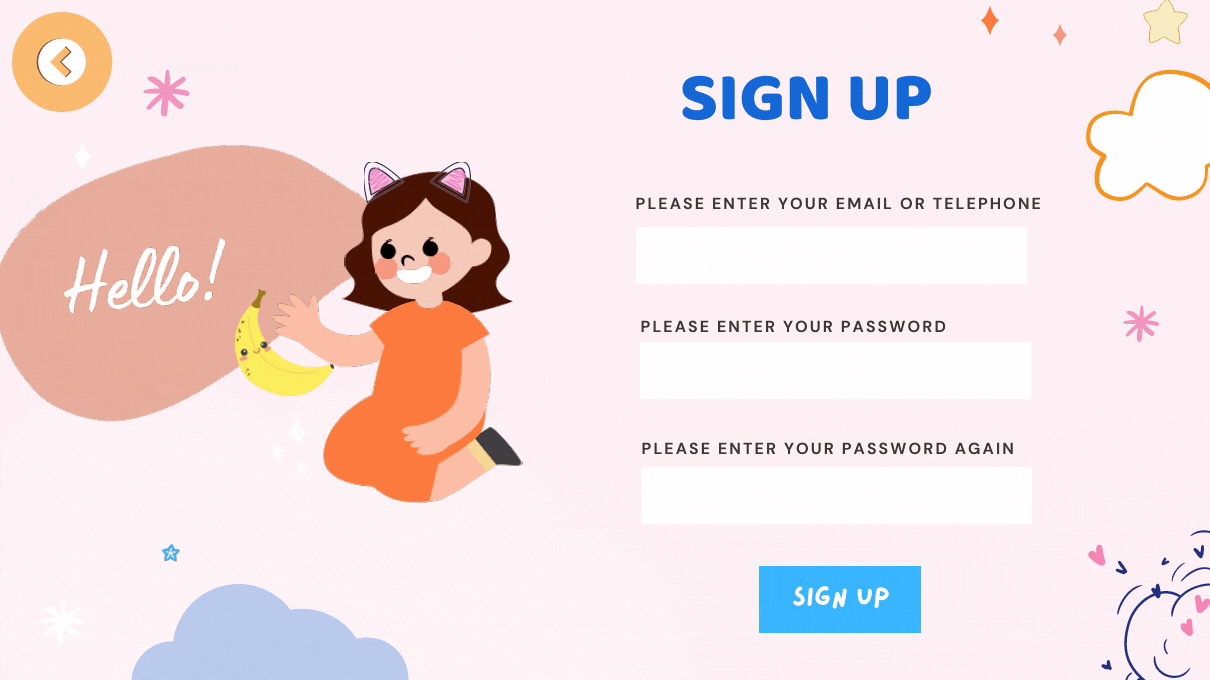 SIGN UP
Hello!
PLEASE ENTER YOUR EMAIL OR TELEPHONE
PLEASE ENTER YOUR PASSWORD
PLEASE ENTER YOUR PASSWORD AGAIN
SIGN UP